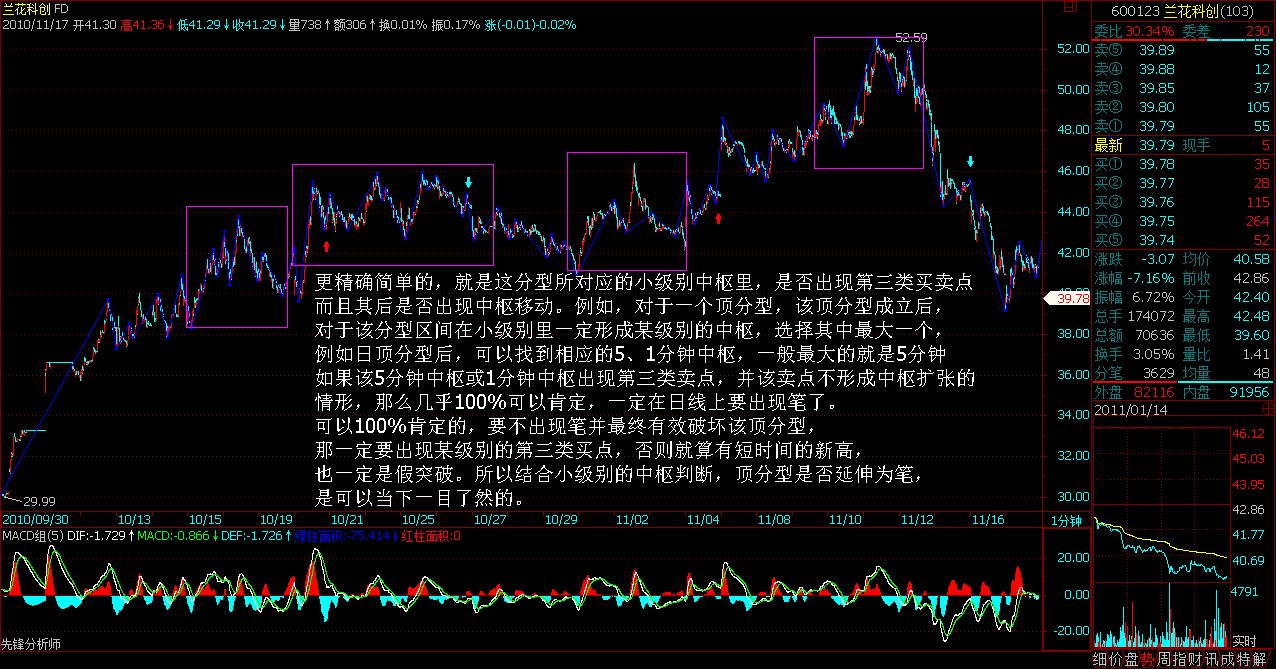 兰花科创 FD
2010/11/17 开41.30 高41.36↓低41.29↓收41.29↓量738↑额306↑换0.01% 振0.17% 涨(-0.01)-0.02%
52.59
52.00
50.00
48.00
46.00
44.00
42.00
40.00
39.78
38.00
36.00
34.00
32.00
30.00
29.99
更精确简单的，就是这分型所对应的小级别中枢里，是否出现第三类买卖点
而且其后是否出现中枢移动。例如，对于一个顶分型，该顶分型成立后，
对于该分型区间在小级别里一定形成某级别的中枢，选择其中最大一个，
例如日顶分型后，可以找到相应的5、1分钟中枢，一般最大的就是5分钟
如果该5分钟中枢或1分钟中枢出现第三类卖点，并该卖点不形成中枢扩张的
情形，那么几乎100%可以肯定，一定在日线上要出现笔了。
可以100%肯定的，要不出现笔并最终有效破坏该顶分型，
那一定要出现某级别的第三类买点，否则就算有短时间的新高，
也一定是假突破。所以结合小级别的中枢判断，顶分型是否延伸为笔，
是可以当下一目了然的。
2010/09/30 10/13 10/15 10/19 10/21 10/25 10/27 10/29 11/02 11/04 11/08 11/10 11/12 11/16 1分钟
MACD组(5) DIF:-1.729↑MACD:-0.866↓DEF:-1.726↑绿柱面积:-75.414↓红柱面积:0
20.00
0.00
-20.00
先锋分析师
600123 兰花科创(103)
委比 30.34% 委差 230
卖⑤ 39.89 55
卖④ 39.88 12
卖③ 39.85 37
卖② 39.80 105
卖① 39.79 55
最新 39.79 现手 5
买① 39.78 35
买② 39.77 28
买③ 39.76 115
买④ 39.75 264
买⑤ 39.74 52
涨跌 -3.07 均价 40.58
涨幅 -7.16% 前收 42.86
振幅 6.72% 今开 42.40
总手 174072 最高 42.48
总额 70636 最低 39.60
换手 3.05% 量比 1.41
分笔 3629 均量 48
外盘 82116 内盘 91956
2011/01/14
46.12
45.03
43.95
42.86
41.77
40.69
4791
实时
细价盘势周指财讯成特解